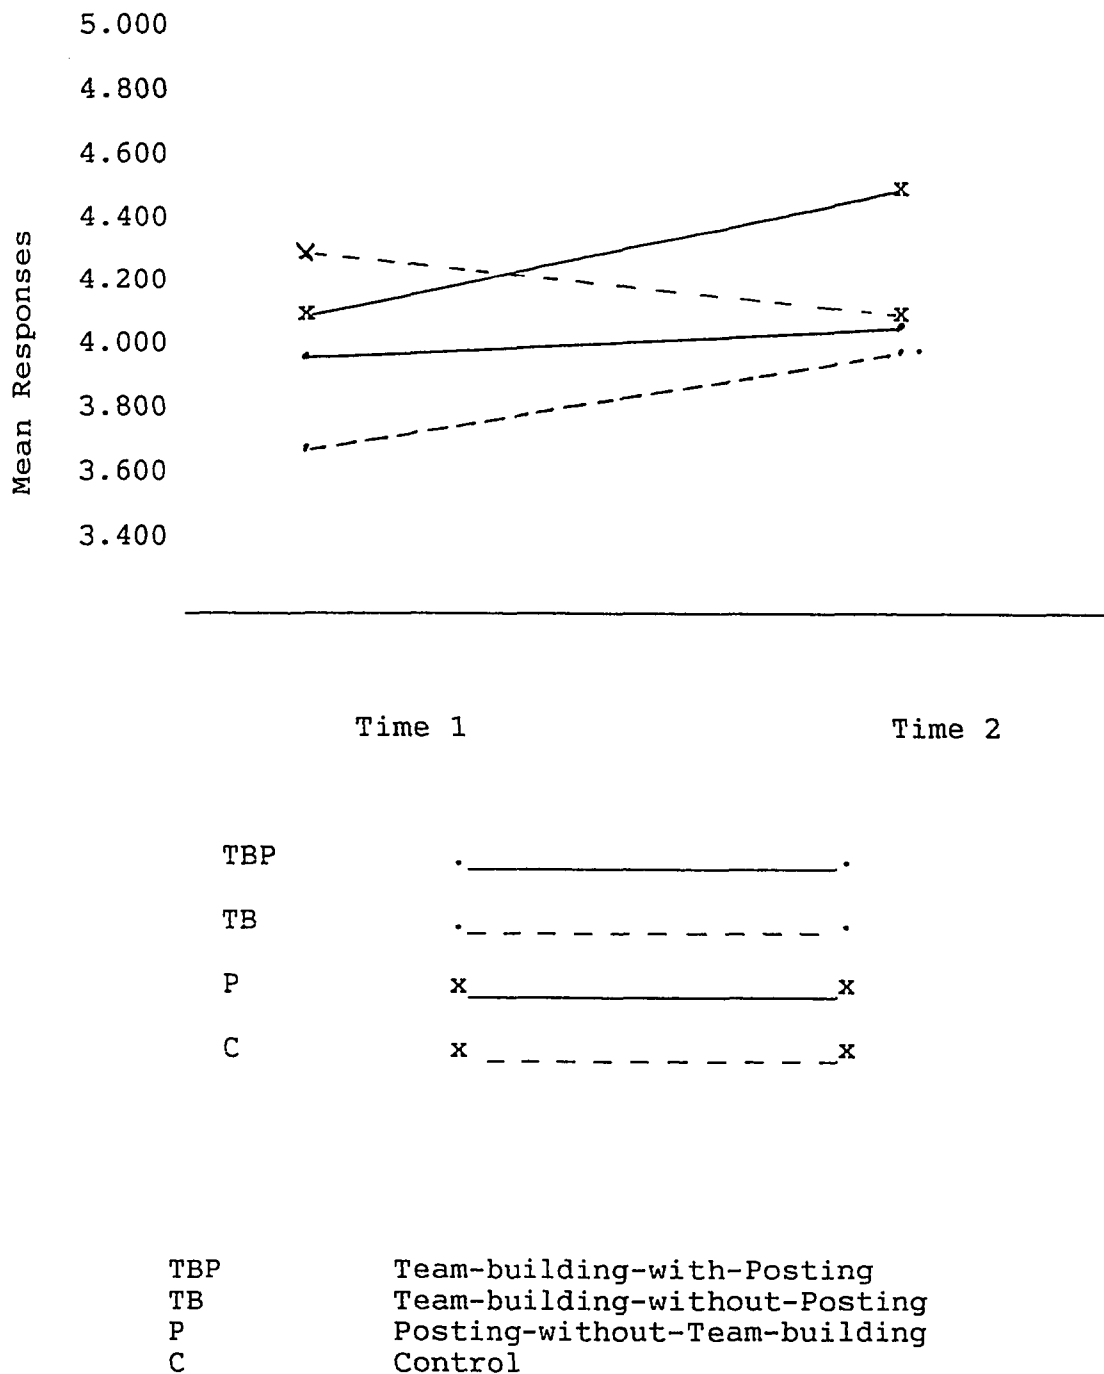 5.000
4.800
4.600
4.400
4.200
4.000
3.800
3.600
3.400
Mean Responses
Time 1 Time 2
TBP
TB
P x x
C x x
TBP Team-building-with-Posting
TB Team-building-without-Posting
P Posting-without-Team-building
C Control